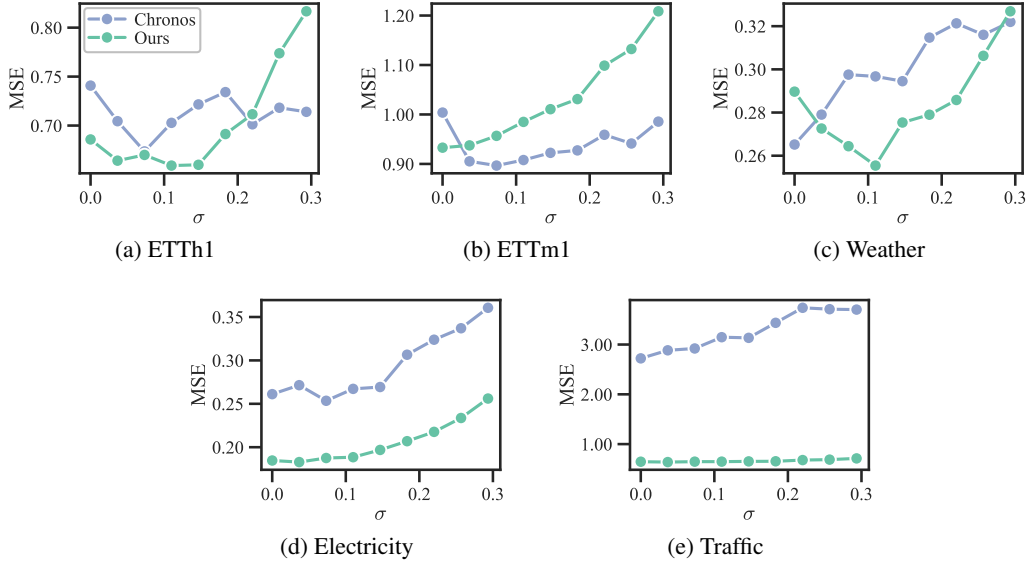 Chronos
Ours
MSE
0.80
0.75
0.70
0.0 0.1 0.2 0.3
σ
(a) ETTh1
MSE
1.20
1.10
1.00
0.90
0.0 0.1 0.2 0.3
σ
(b) ETTm1
MSE
0.32
0.30
0.28
0.26
0.0 0.1 0.2 0.3
σ
(c) Weather
MSE
0.35
0.30
0.25
0.20
0.0 0.1 0.2 0.3
σ
(d) Electricity
MSE
3.00
2.00
1.00
0.0 0.1 0.2 0.3
σ
(e) Traffic